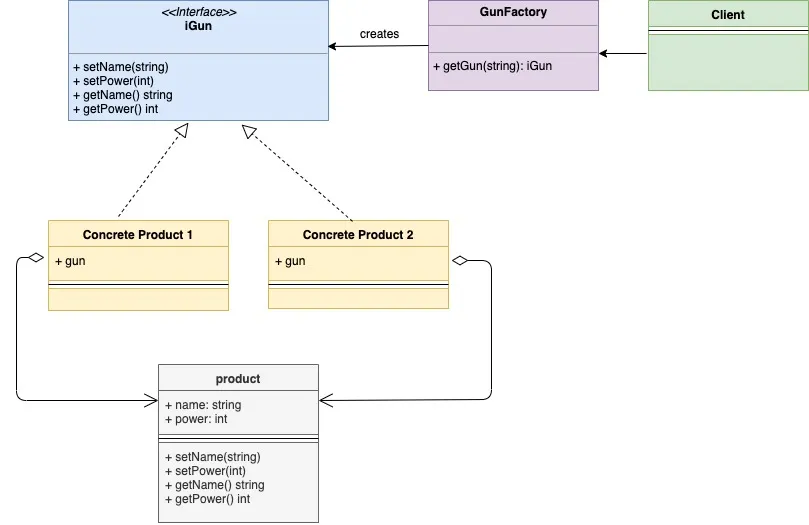 <<Interface>>
iGun
+ setName(string)
+ setPower(int)
+ getName() string
+ getPower() int
creates
GunFactory
+ getGun(string): iGun
Client
Concrete Product 1
+ gun
Concrete Product 2
+ gun
product
+ name: string
+ power: int
+ setName(string)
+ setPower(int)
+ getName() string
+ getPower() int